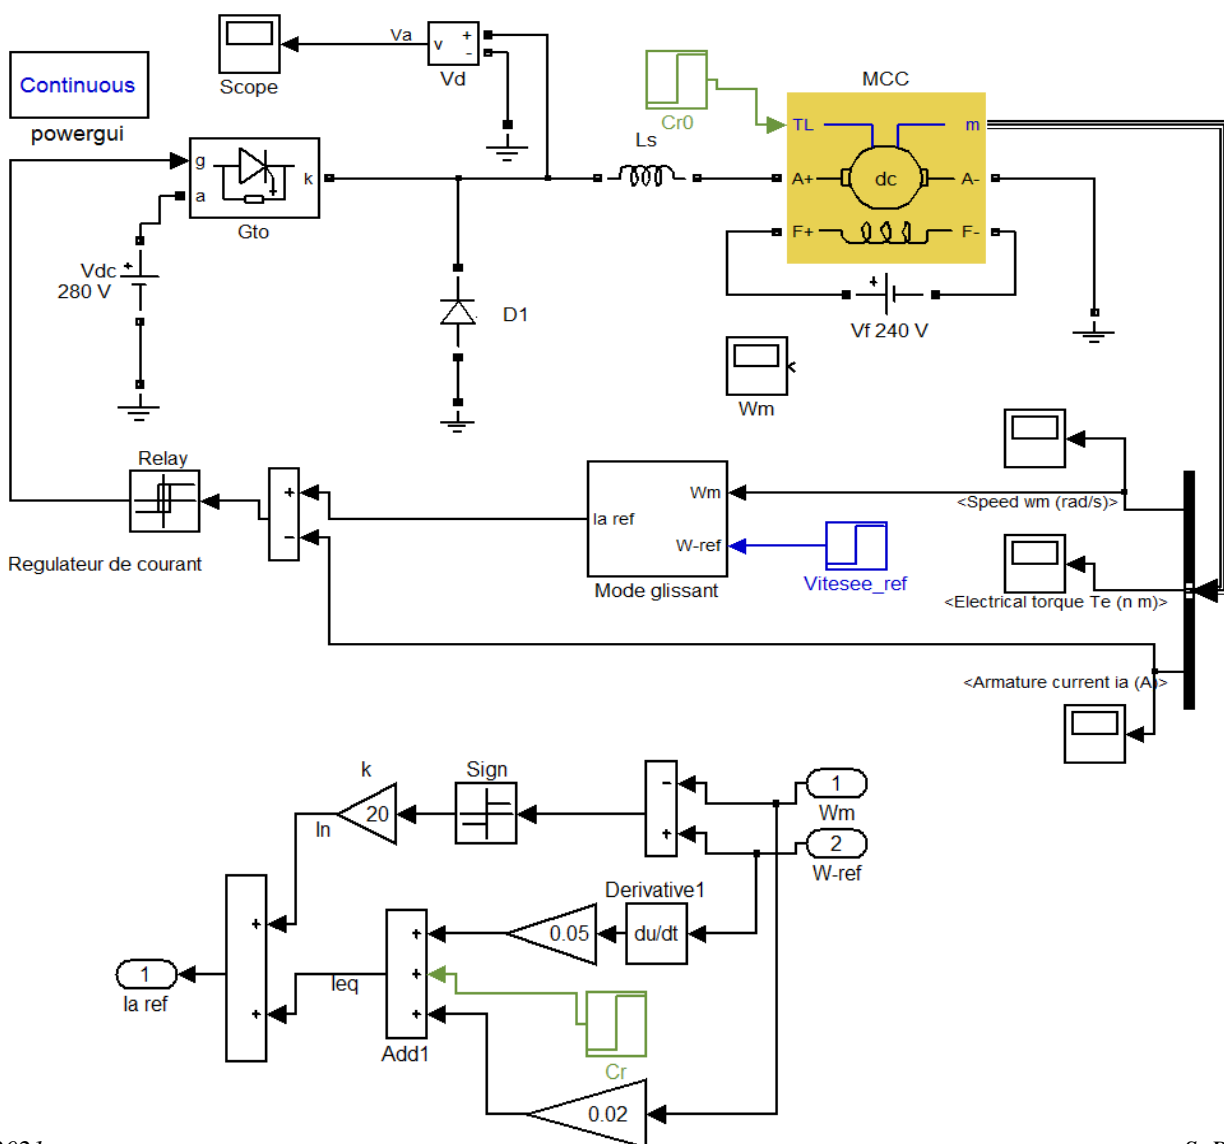 Va
v
+
-
Scope
Vd
Continuous
powergui
MCC
Cr0
TL
m
Ls
g
k
a
Gto
A+
dc
A-
F+
F-
Vdc
+
280 V
D1
+
Vf 240 V
Wm
Relay
+
-
Wm
Ia ref
W-ref
<Speed wm (rad/s)>
Regulateur de courant
Mode glissant
Vitesee_ref
<Electrical torque Te (n m)>
<Armature current ia (A)>
k
Sign
-
1
20
Wm
In
+
2
W-ref
Derivative1
+
0.05
du/dt
+
1
Ieq
+
Ia ref
+
+
Add1
Cr
0.02